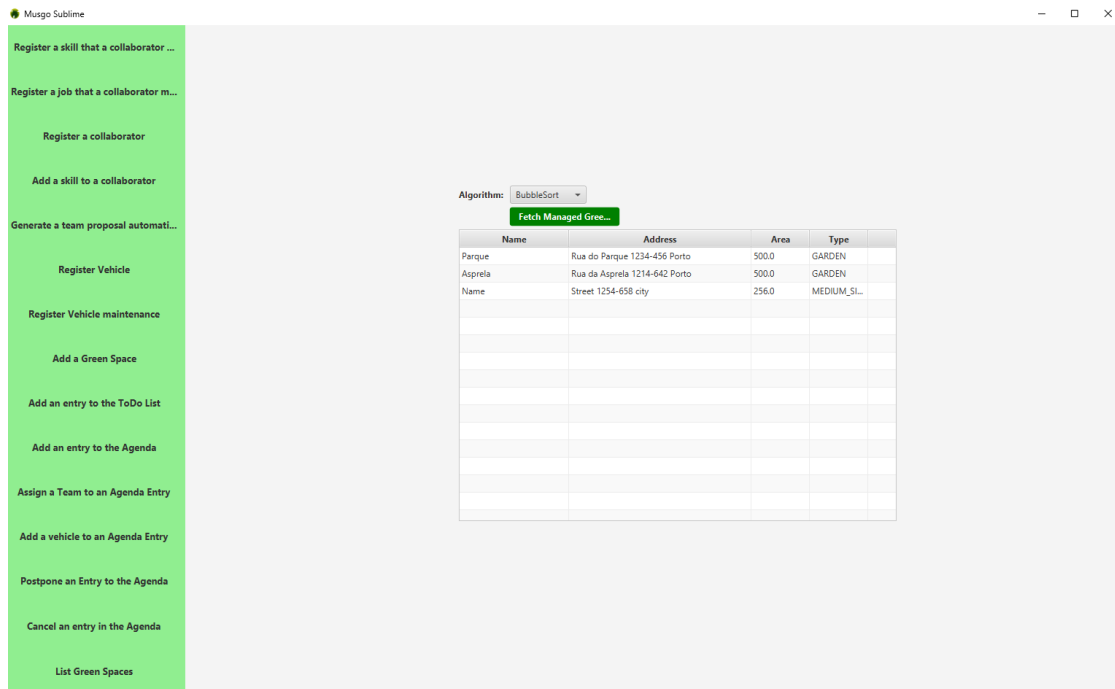 Musgo Sublime
Register a skill that a collaborator ...
Register a job that a collaborator m...
Register a collaborator
Add a skill to a collaborator
Generate a team proposal automati...
Register Vehicle
Register Vehicle maintenance
Add a Green Space
Add an entry to the ToDo List
Add an entry to the Agenda
Assign a Team to an Agenda Entry
Add a vehicle to an Agenda Entry
Postpone an Entry to the Agenda
Cancel an entry in the Agenda
List Green Spaces
Algorithm: BubbleSort
Fetch Managed Gree...
Name Address Area Type
Parque Rua do Parque 1234-456 Porto 500.0 GARDEN
Asprela Rua da Asprela 1214-642 Porto 500.0 GARDEN
Name Street 1254-658 city 256.0 MEDIUM_SI...